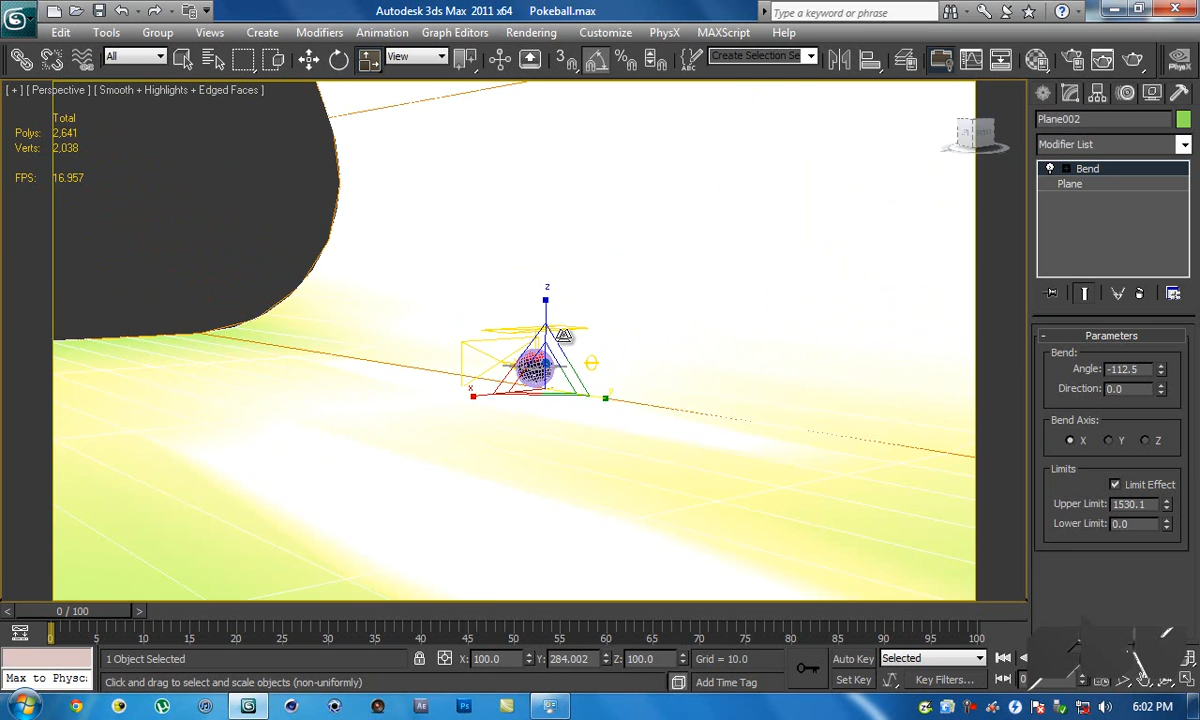 Autodesk 3ds Max 2011 x64 Pokeball.max
Type a keyword or phrase
Edit Tools Group Views Create Modifiers Animation Graph Editors Rendering Customize PhysX MAXScript Help
All View Create Selection Se PhysX
[ + ] [ Perspective ] [ Smooth + Highlights + Edged Faces ]
Total
Polys: 2,641
Verts: 2,038
FPS: 16.957
z
x
Plane002
Modifier List
Bend
Plane
- Parameters
Bend:
Angle: -112.5
Direction: 0.0
Bend Axis:
X Y Z
Limits
Limit Effect
Upper Limit: 1530.1
Lower Limit: 0.0
< 0 / 100 >
0 5 10 15 20 25 30 35 40 45 50 55 60 65 70 75 80 85 90 95 100
1 Object Selected X: 100.0 Y: 284.002 Z: 100.0 Grid = 10.0 Auto Key Selected
Max to Physc
Click and drag to select and scale objects (non-uniformly) Add Time Tag Set Key Key Filters... 0
Ae Ps 6:02 PM